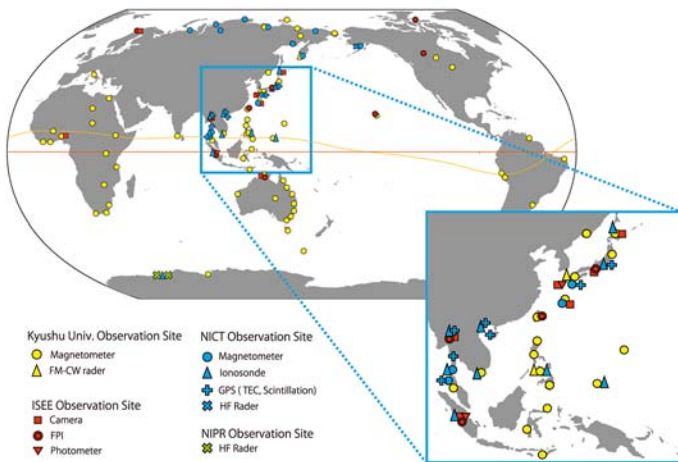 Kyushu Univ. Observation Site
Magnetometer
FM-CW rader
ISEE Observation Site
Camera
FPI
Photometer
NICT Observation Site
Magnetometer
Ionosonde
GPS ( TEC, Scintillation)
HF Rader
NIPR Observation Site
HF Rader